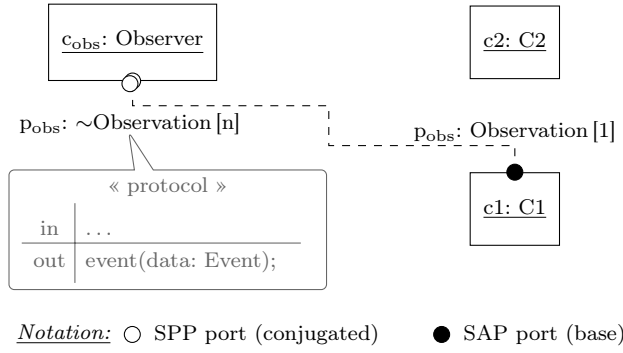 c_obs: Observer
c2: C2
p_obs: ~Observation [n]
p_obs: Observation [1]
« protocol »
in ...
out event(data: Event);
c1: C1
Notation: SPP port (conjugated) SAP port (base)